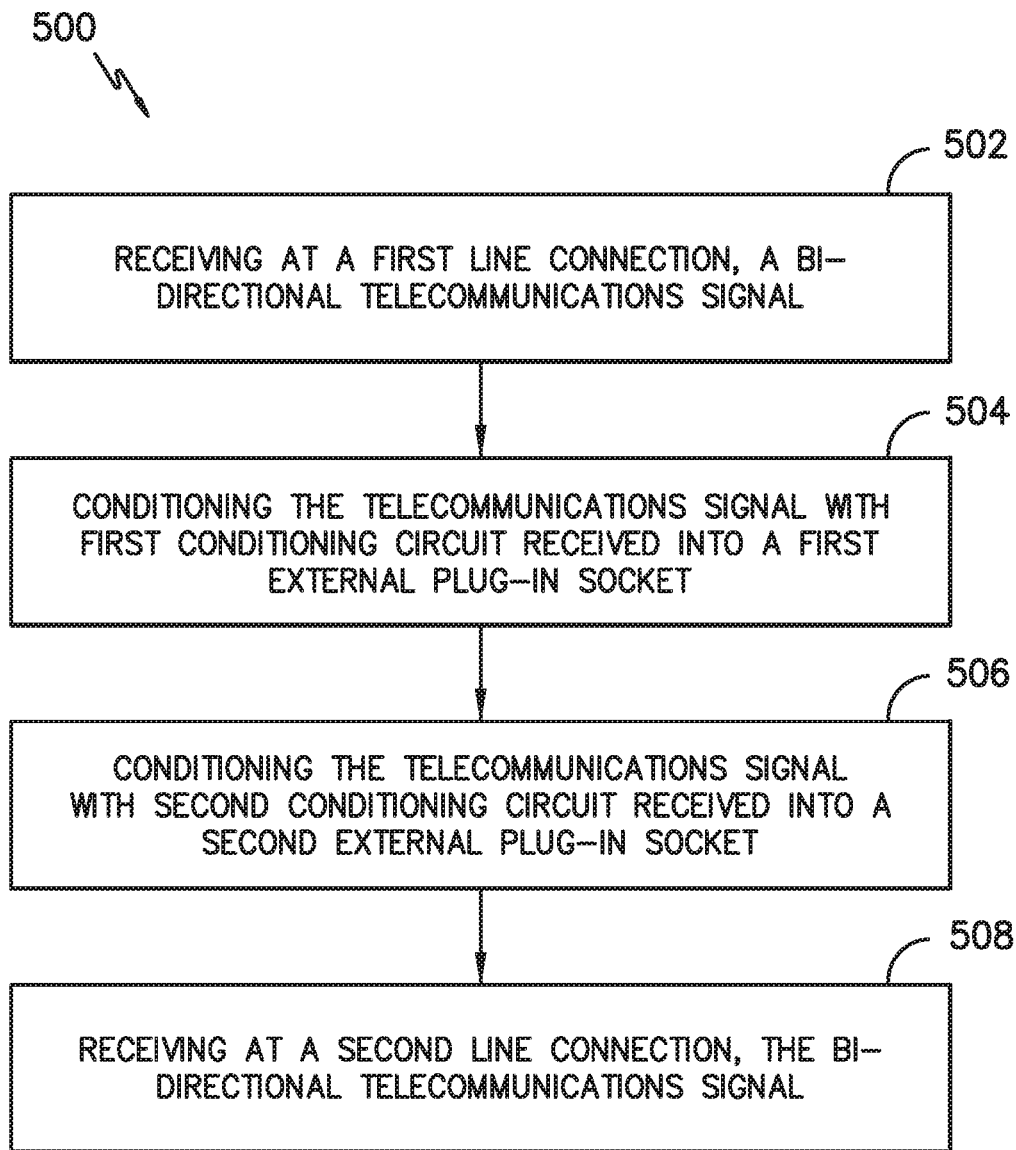 500
502
RECEIVING AT A FIRST LINE CONNECTION, A BI–
DIRECTIONAL TELECOMMUNICATIONS SIGNAL
504
CONDITIONING THE TELECOMMUNICATIONS SIGNAL WITH
FIRST CONDITIONING CIRCUIT RECEIVED INTO A FIRST
EXTERNAL PLUG–IN SOCKET
506
CONDITIONING THE TELECOMMUNICATIONS SIGNAL
WITH SECOND CONDITIONING CIRCUIT RECEIVED INTO A
SECOND EXTERNAL PLUG–IN SOCKET
508
RECEIVING AT A SECOND LINE CONNECTION, THE BI–
DIRECTIONAL TELECOMMUNICATIONS SIGNAL